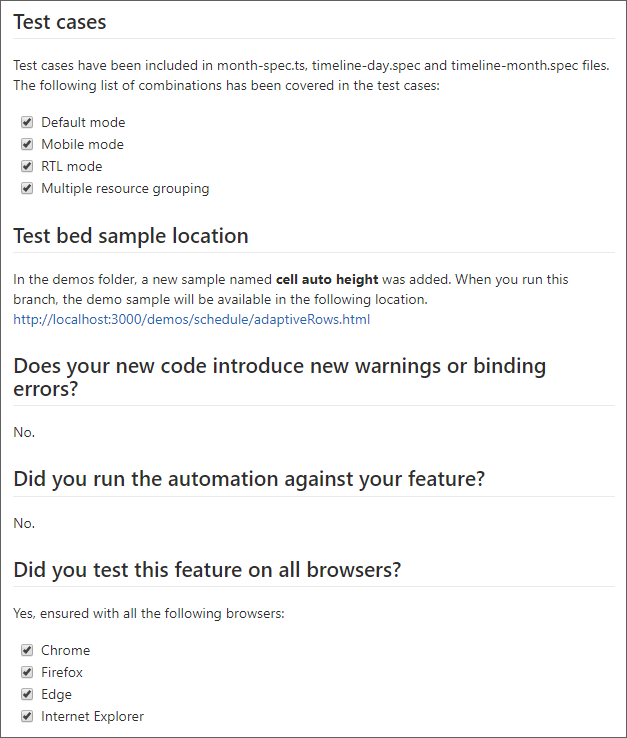 Test cases
Test cases have been included in month-spec.ts, timeline-day.spec and timeline-month.spec files.
The following list of combinations has been covered in the test cases:
Default mode
Mobile mode
RTL mode
Multiple resource grouping
Test bed sample location
In the demos folder, a new sample named cell auto height was added. When you run this
branch, the demo sample will be available in the following location.
http://localhost:3000/demos/schedule/adaptiveRows.html
Does your new code introduce new warnings or binding
errors?
No.
Did you run the automation against your feature?
No.
Did you test this feature on all browsers?
Yes, ensured with all the following browsers:
Chrome
Firefox
Edge
Internet Explorer